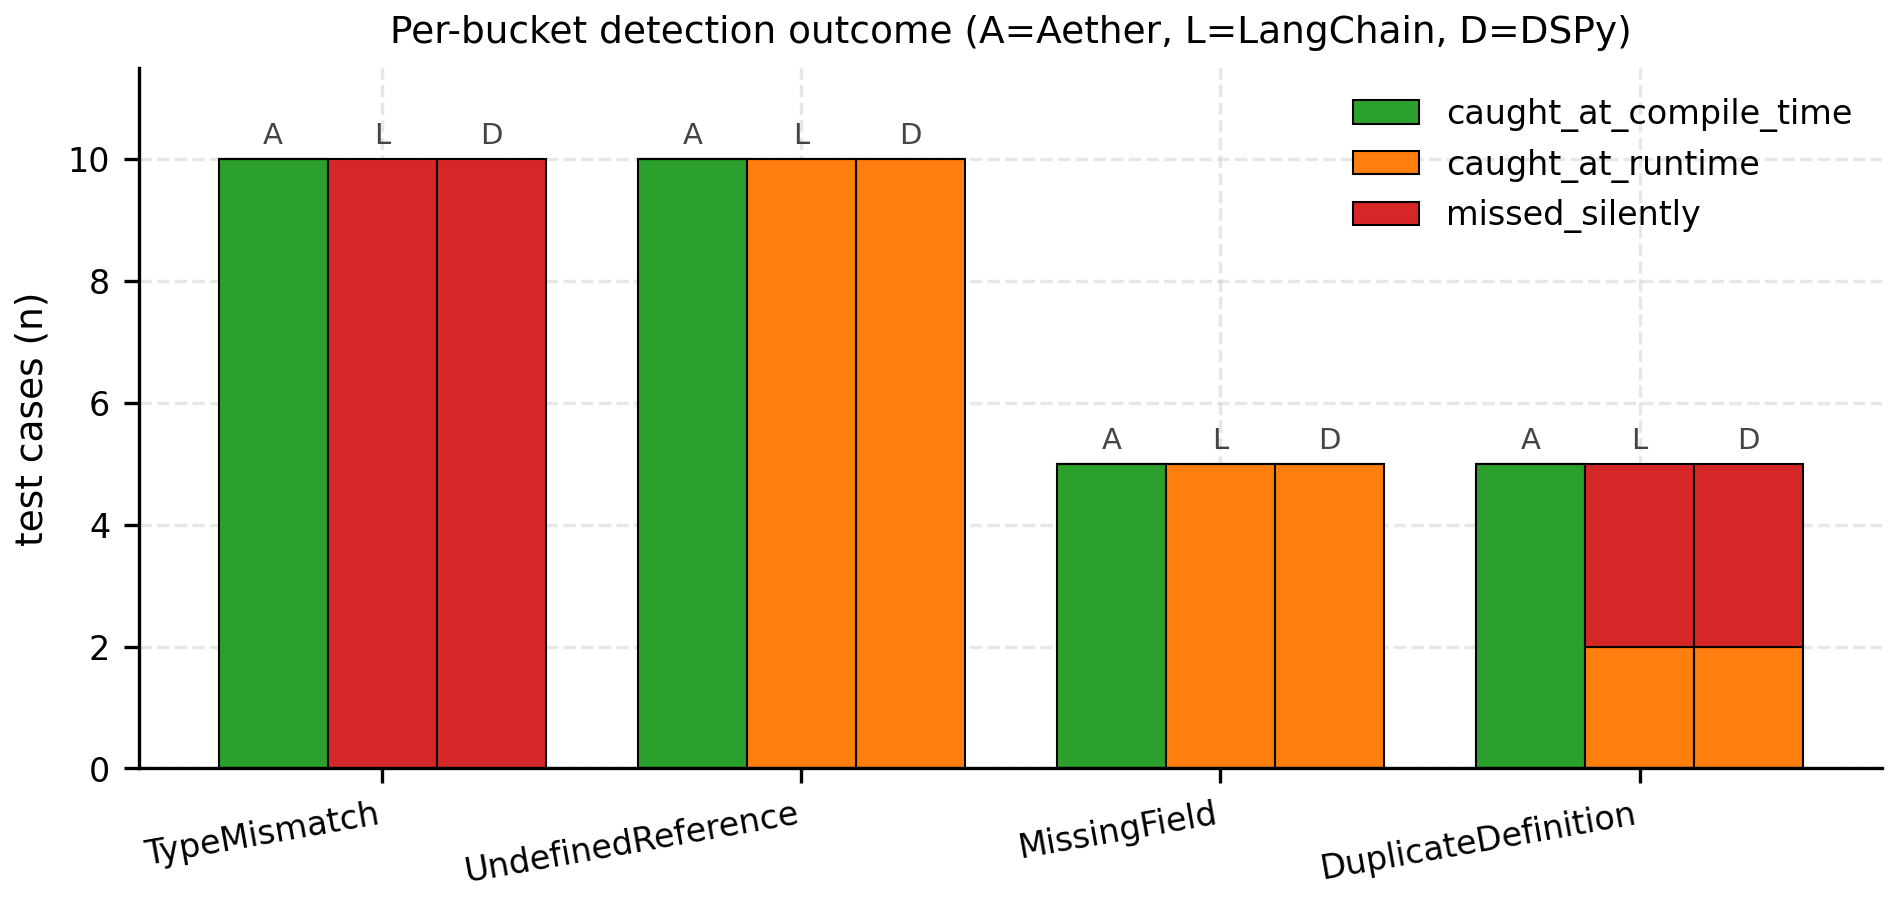 Per-bucket detection outcome (A=Aether, L=LangChain, D=DSPy)
caught_at_compile_time
caught_at_runtime
missed_silently
test cases (n)
10
8
6
4
2
0
A L D
A L D
A L D
A L D
TypeMismatch
UndefinedReference
MissingField
DuplicateDefinition